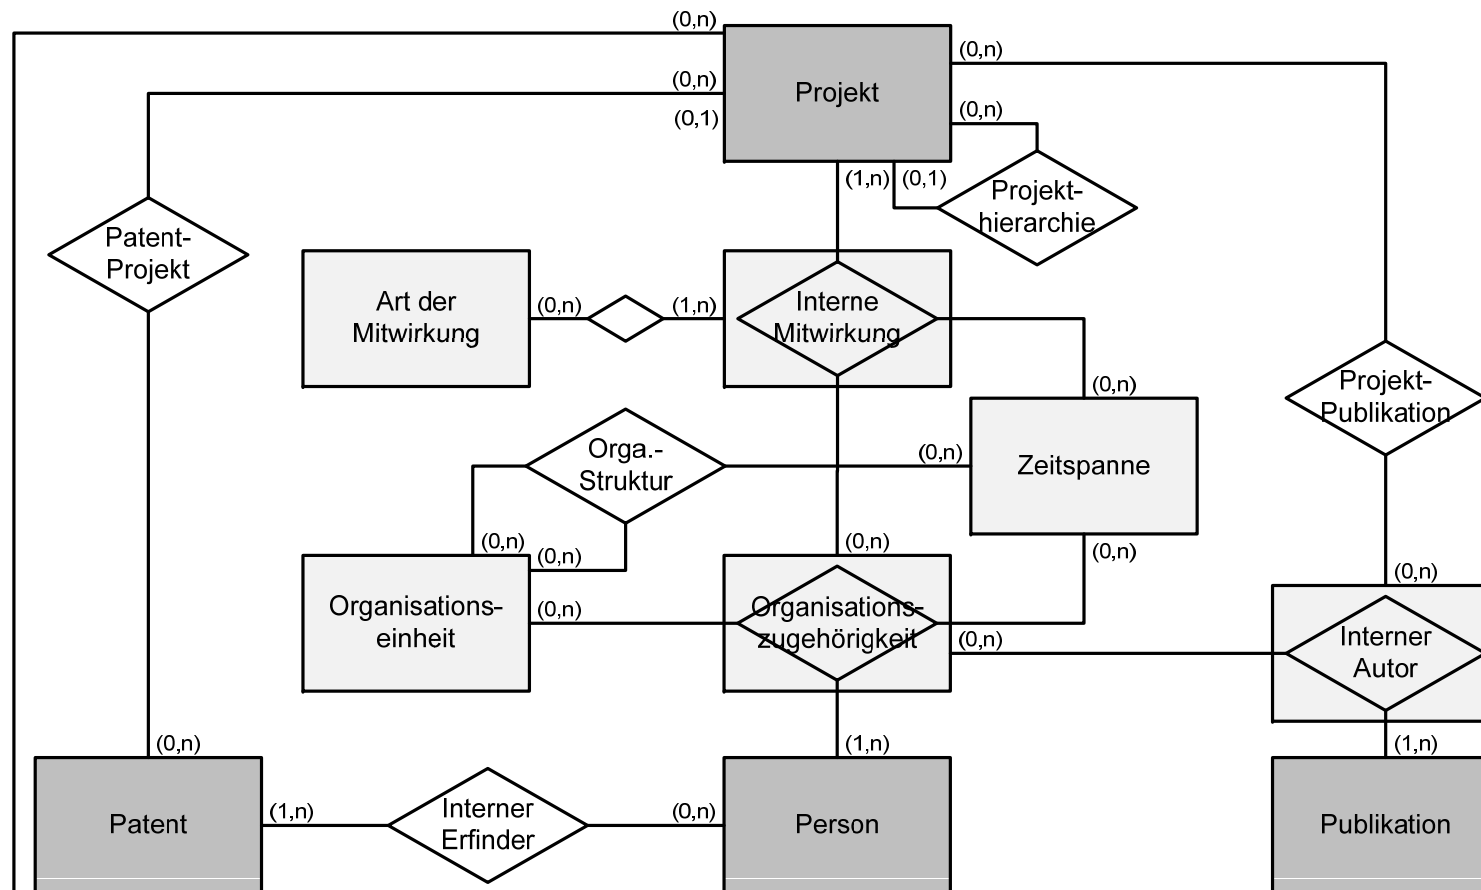 (0,n)
(0,n)
(0,n)
Projekt
(0,n)
(0,1)
(1,n)
(0,1)
Projekt-
hierarchie
Patent-
Projekt
Art der
Mitwirkung
(0,n)
(1,n)
Interne
Mitwirkung
(0,n)
Projekt-
Publikation
Orga.-
Struktur
(0,n)
Zeitspanne
(0,n)
(0,n)
(0,n)
(0,n)
Organisations-
einheit
(0,n)
Organisations-
zugehörigkeit
(0,n)
(0,n)
Interner
Autor
(0,n)
(1,n)
(1,n)
Patent
(1,n)
Interner
Erfinder
(0,n)
Person
Publikation